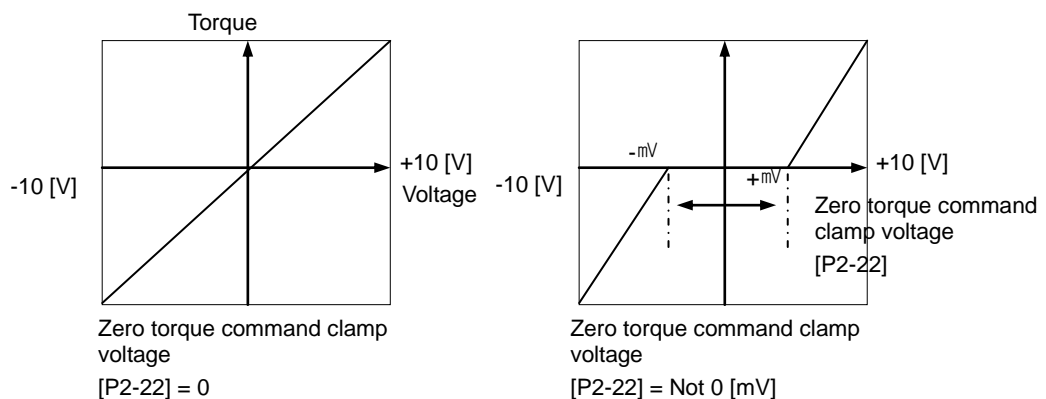 Torque
-10 [V]
+10 [V]
Voltage
Zero torque command clamp
voltage
[P2-22] = 0
-mV
+mV
-10 [V]
+10 [V]
Zero torque command
clamp voltage
[P2-22]
Zero torque command clamp
voltage
[P2-22] = Not 0 [mV]